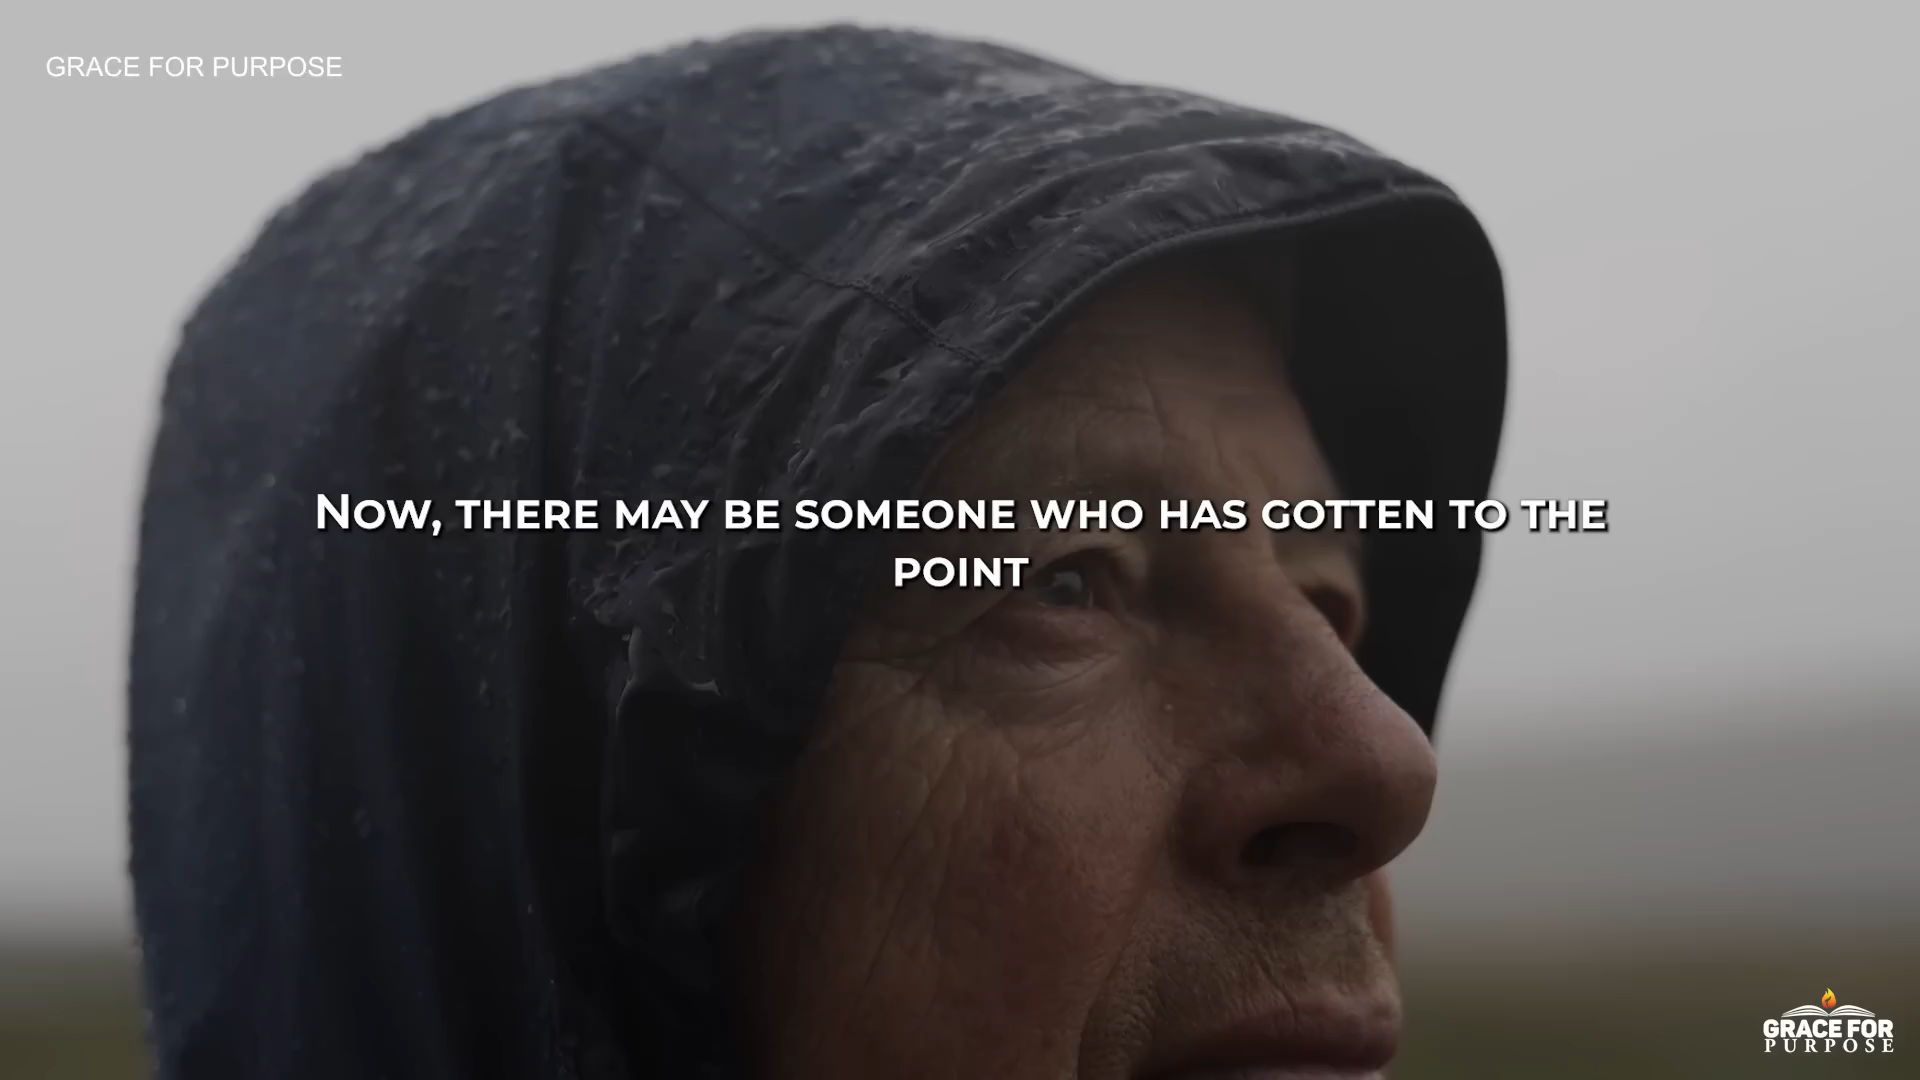 GRACE FOR PURPOSE
Now, there may be someone who has gotten to the
point
GRACE FOR
PURPOSE